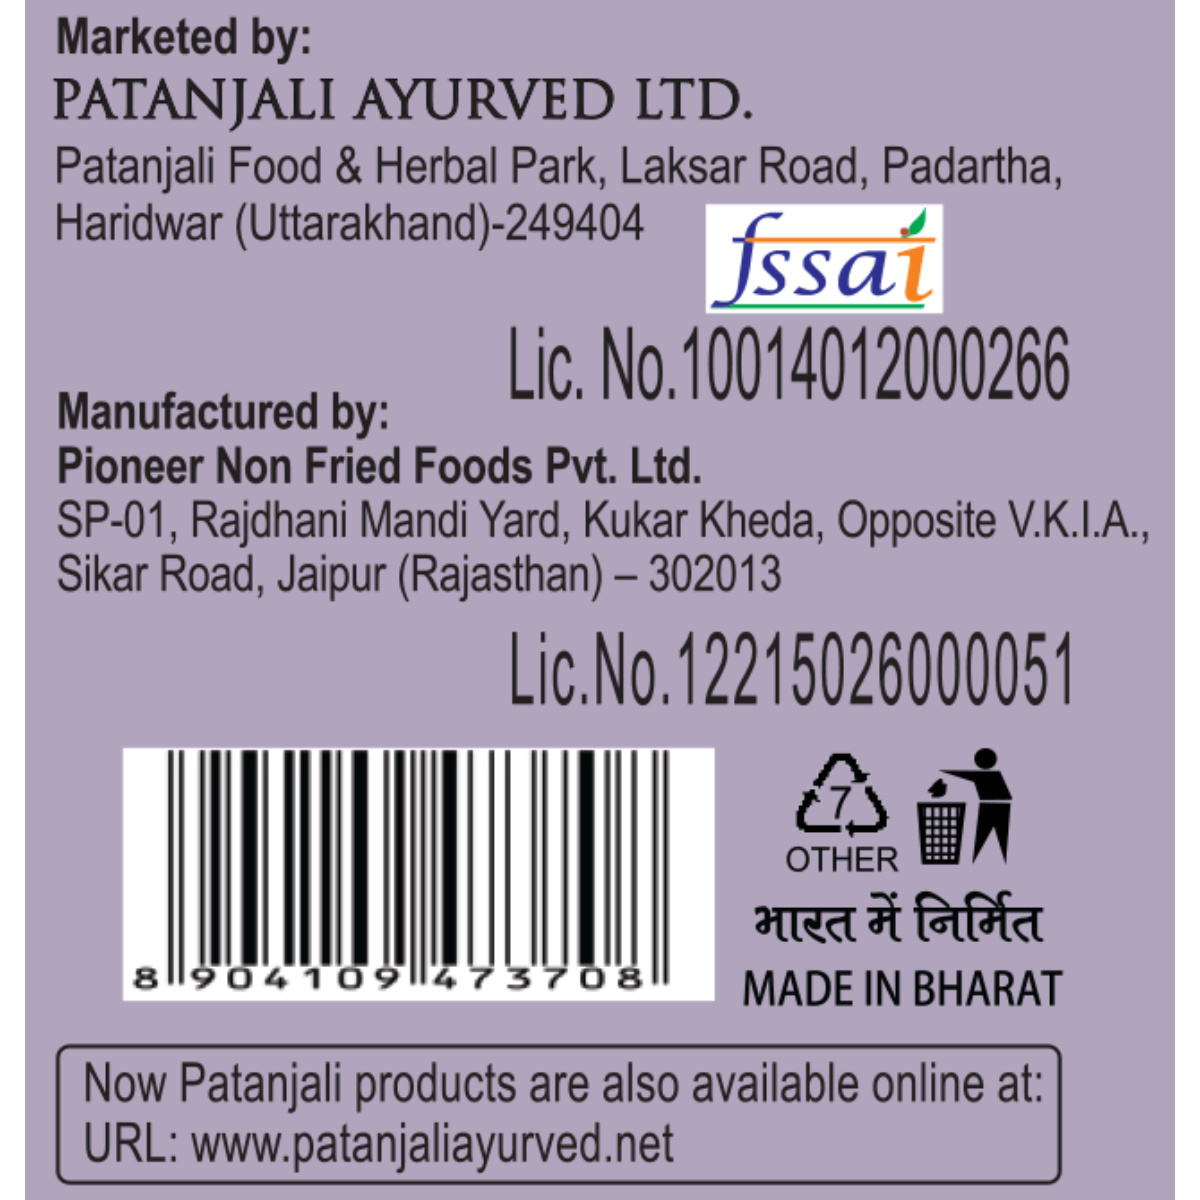 Marketed by:
PATANJALI AYURVED LTD.
Patanjali Food & Herbal Park, Laksar Road, Padartha,
Haridwar (Uttarakhand)-249404
fssai
Lic. No.10014012000266
Manufactured by:
Pioneer Non Fried Foods Pvt. Ltd.
SP-01, Rajdhani Mandi Yard, Kukar Kheda, Opposite V.K.I.A.,
Sikar Road, Jaipur (Rajasthan) – 302013
Lic.No.12215026000051
8 904109 473708
7
OTHER
भारत में निर्मित
MADE IN BHARAT
Now Patanjali products are also available online at:
URL: www.patanjaliayurved.net